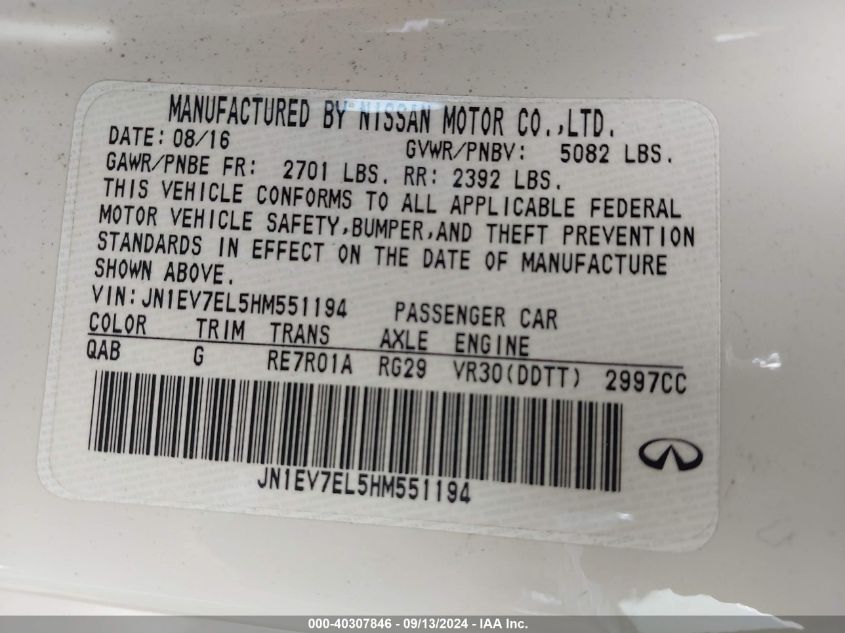 MANUFACTURED BY NISSAN MOTOR CO.,LTD.
DATE: 08/16 GVWR/PNBV: 5082 LBS.
GAWR/PNBE FR: 2701 LBS. RR: 2392 LBS.
THIS VEHICLE CONFORMS TO ALL APPLICABLE FEDERAL
MOTOR VEHICLE SAFETY,BUMPER,AND THEFT PREVENTION
STANDARDS IN EFFECT ON THE DATE OF MANUFACTURE
SHOWN ABOVE.
VIN: JN1EV7EL5HM551194 PASSENGER CAR
COLOR TRIM TRANS AXLE ENGINE
QAB G RE7R01A RG29 VR30(DDTT) 2997CC
JN1EV7EL5HM551194
000-40307846 - 09/13/2024 - IAA Inc.